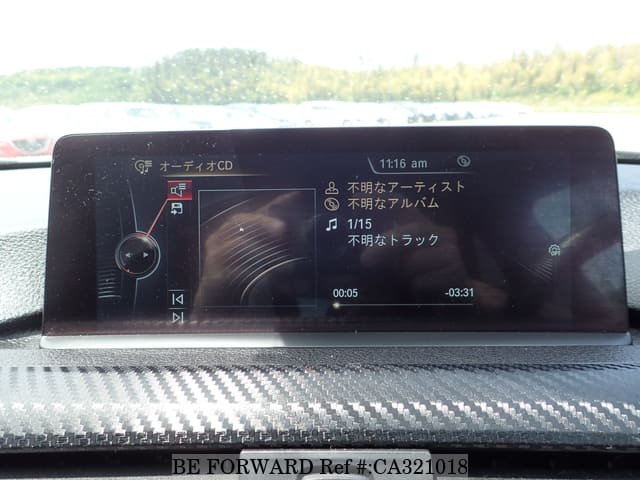 オーディオCD
11:16 am
不明なアーティスト
不明なアルバム
1/15
不明なトラック
00:05 -03:31
OFF
BE FORWARD Ref #:CA321018